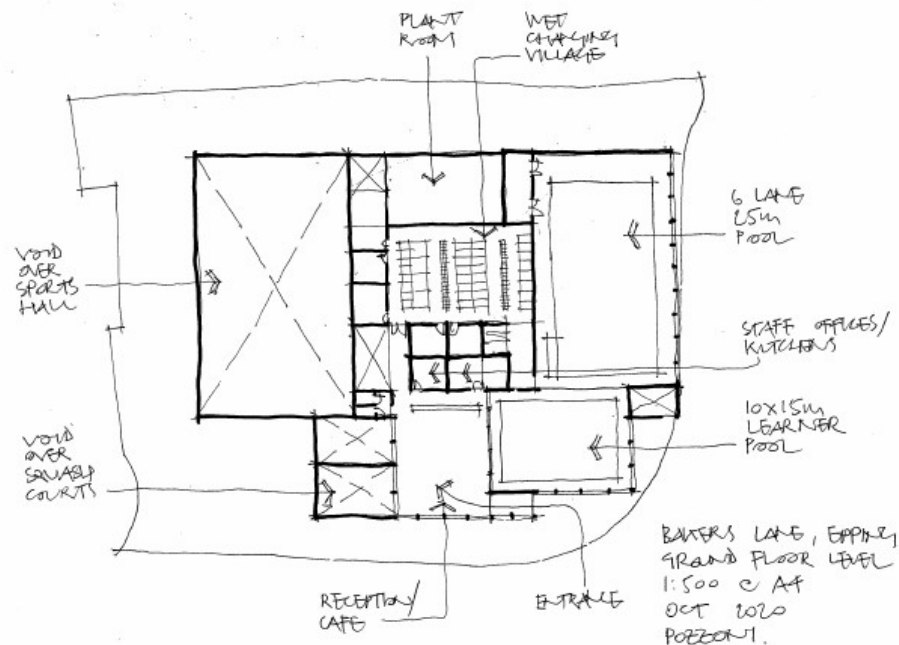 PLANT
ROOM
WET
CHANGING
VILLAGE
6 LANE
25m
POOL
VOID
OVER
SPORTS
HALL
STAFF OFFICES/
KITCHENS
10x15m
LEARNER
POOL
VOID
OVER
SQUASH
COURTS
RECEPTION/
CAFE
ENTRANCE
BAKERS LANE, EPPING
GROUND FLOOR LEVEL
1:500 @ A4
OCT 2020
POZZONI.